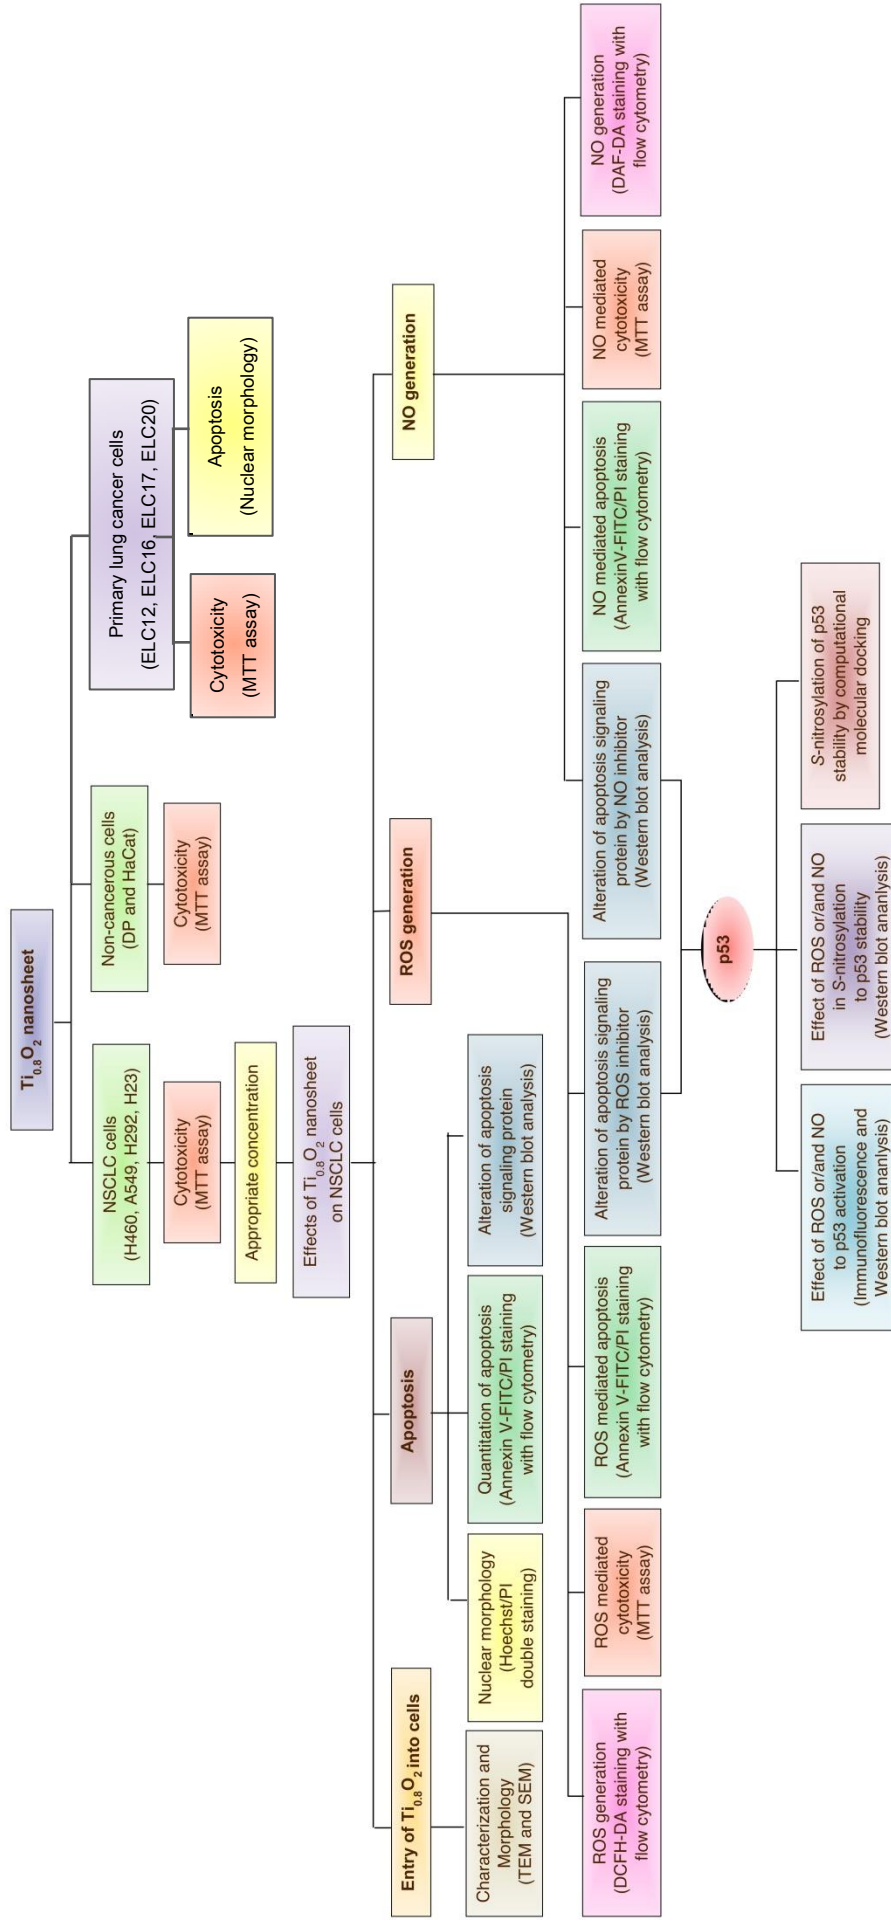 Ti0.8O2 nanosheet
NSCLC cells
(H460, A549, H292, H23)
Non-cancerous cells
(DP and HaCat)
Primary lung cancer cells
(ELC12, ELC16, ELC17, ELC20)
Cytotoxicity
(MTT assay)
Cytotoxicity
(MTT assay)
Cytotoxicity
(MTT assay)
Apoptosis
(Nuclear morphology)
Appropriate concentration
Effects of Ti0.8O2 nanosheet
on NSCLC cells
Entry of Ti0.8O2 into cells
Apoptosis
ROS generation
NO generation
Characterization and
Morphology
(TEM and SEM)
Nuclear morphology
(Hoechst/PI
double staining)
Quantitation of apoptosis
(Annexin V-FITC/PI staining
with flow cytometry)
Alteration of apoptosis
signaling protein
(Western blot analysis)
ROS generation
(DCFH-DA staining with
flow cytometry)
ROS mediated
cytotoxicity
(MTT assay)
ROS mediated apoptosis
(Annexin V-FITC/PI staining
with flow cytometry)
Alteration of apoptosis signaling
protein by ROS inhibitor
(Western blot analysis)
Alteration of apoptosis signaling
protein by NO inhibitor
(Western blot analysis)
NO mediated apoptosis
(AnnexinV-FITC/PI staining
with flow cytometry)
NO mediated
cytotoxicity
(MTT assay)
NO generation
(DAF-DA staining with
flow cytometry)
p53
Effect of ROS or/and NO
to p53 activation
(Immunofluorescence and
Western blot ananlysis)
Effect of ROS or/and NO
in S-nitrosylation
to p53 stability
(Western blot ananlysis)
S-nitrosylation of p53
stability by computational
molecular docking